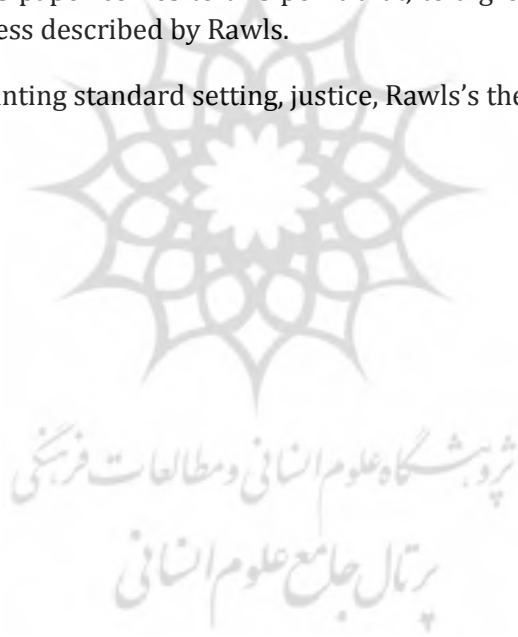 ess described by Rawls.
nting standard setting, justice, Rawls's the
پژوهشگاه علوم انسانی و مطالعات فرهنگی
پرتال جامع علوم انسانی